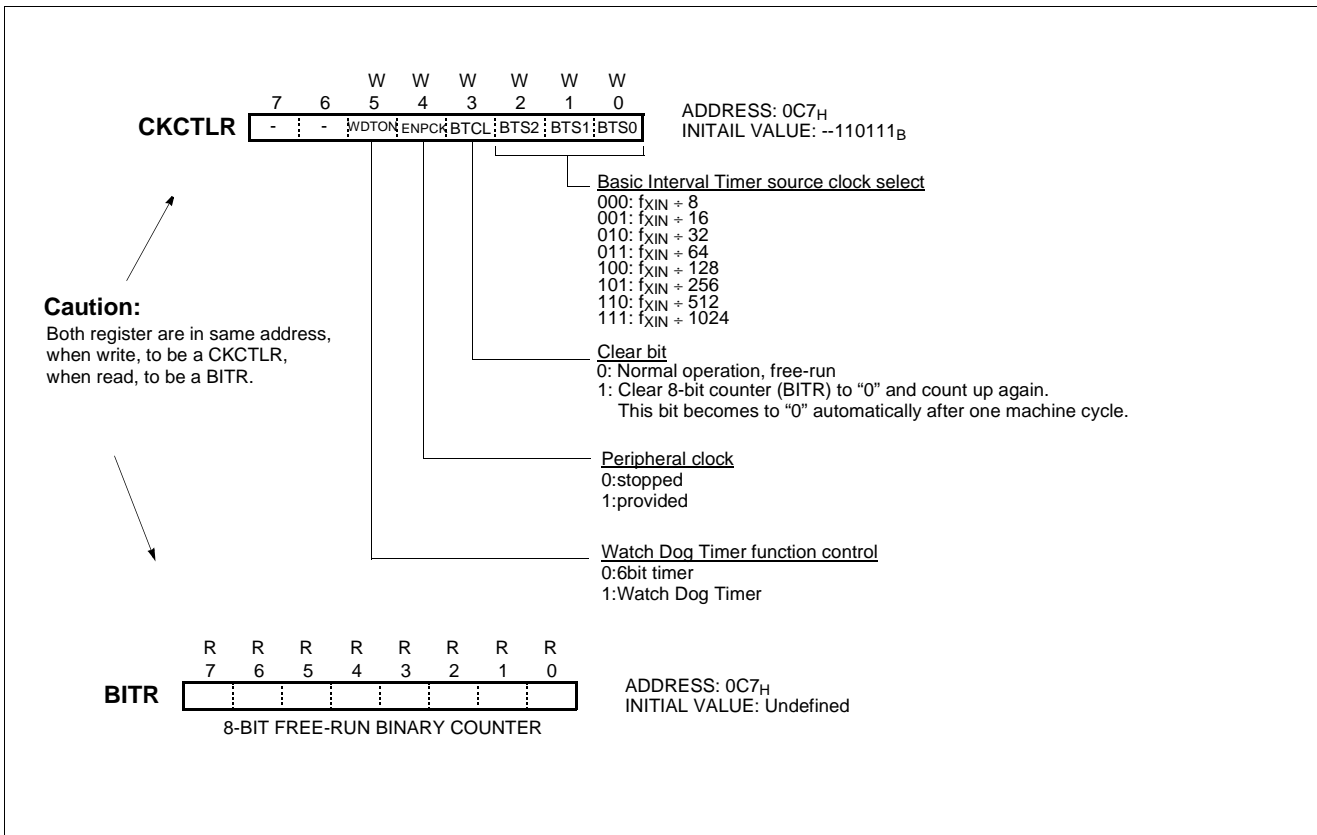 W W W W W W
7 6 5 4 3 2 1 0
CKCTLR - - WDTON ENPCK BTCL BTS2 BTS1 BTS0
ADDRESS: 0C7H
INITAIL VALUE: --110111B
Basic Interval Timer source clock select
000: fXIN ÷ 8
001: fXIN ÷ 16
010: fXIN ÷ 32
011: fXIN ÷ 64
100: fXIN ÷ 128
101: fXIN ÷ 256
110: fXIN ÷ 512
111: fXIN ÷ 1024
Caution:
Both register are in same address,
when write, to be a CKCTLR,
when read, to be a BITR.
Clear bit
0: Normal operation, free-run
1: Clear 8-bit counter (BITR) to “0” and count up again.
This bit becomes to “0” automatically after one machine cycle.
Peripheral clock
0:stopped
1:provided
Watch Dog Timer function control
0:6bit timer
1:Watch Dog Timer
R R R R R R R R
7 6 5 4 3 2 1 0
BITR
ADDRESS: 0C7H
INITIAL VALUE: Undefined
8-BIT FREE-RUN BINARY COUNTER